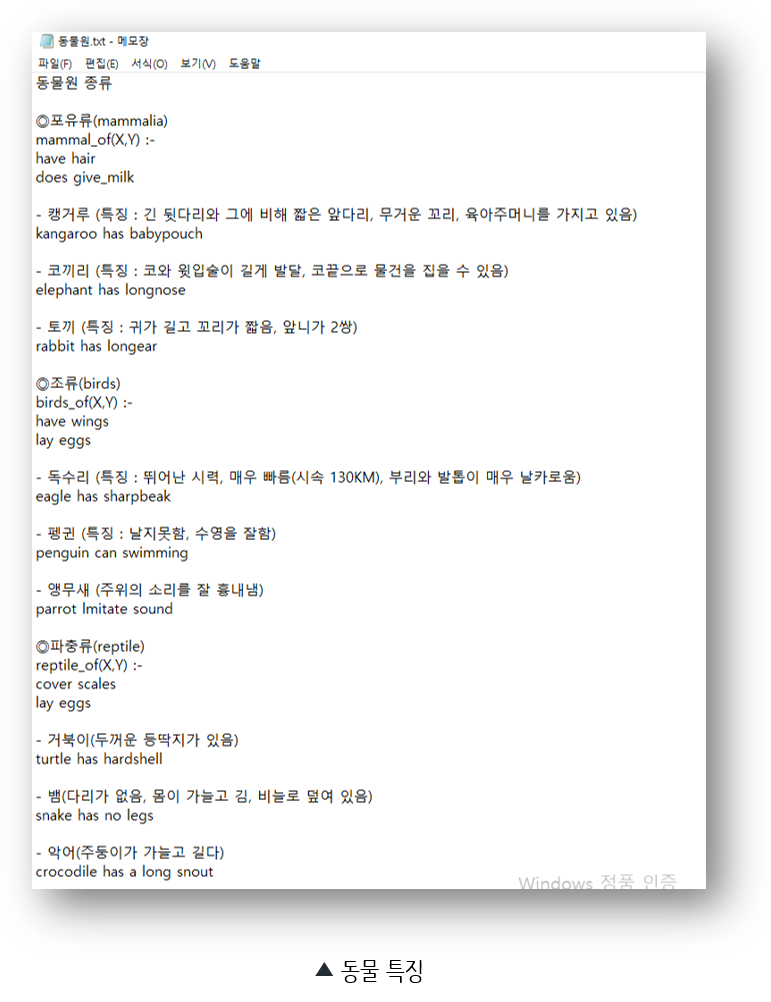 동물원.txt - 메모장
파일(F) 편집(E) 서식(O) 보기(V) 도움말
동물원 종류
◎포유류(mammalia)
mammal_of(X,Y) :-
have hair
does give_milk
- 캥거루 (특징 : 긴 뒷다리와 그에 비해 짧은 앞다리, 무거운 꼬리, 육아주머니를 가지고 있음)
kangaroo has babypouch
- 코끼리 (특징 : 코와 윗입술이 길게 발달, 코끝으로 물건을 집을 수 있음)
elephant has longnose
- 토끼 (특징 : 귀가 길고 꼬리가 짧음, 앞니가 2쌍)
rabbit has longear
◎조류(birds)
birds_of(X,Y) :-
have wings
lay eggs
- 독수리 (특징 : 뛰어난 시력, 매우 빠름(시속 130KM), 부리와 발톱이 매우 날카로움)
eagle has sharpbeak
- 펭귄 (특징 : 날지못함, 수영을 잘함)
penguin can swimming
- 앵무새 (주위의 소리를 잘 흉내냄)
parrot lmitate sound
◎파충류(reptile)
reptile_of(X,Y) :-
cover scales
lay eggs
- 거북이(두꺼운 등딱지가 있음)
turtle has hardshell
- 뱀(다리가 없음, 몸이 가늘고 김, 비늘로 덮여 있음)
snake has no legs
- 악어(주둥이가 가늘고 길다)
crocodile has a long snout
Windows 정품 인증
▲ 동물 특징